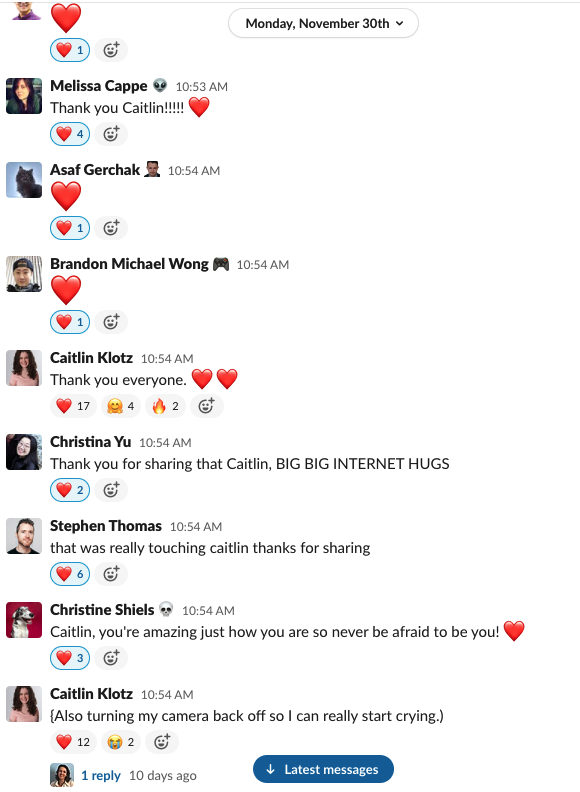 Monday, November 30th
1
Melissa Cappe 10:53 AM
Thank you Caitlin!!!!!
4
Asaf Gerchak 10:54 AM
1
Brandon Michael Wong 10:54 AM
1
Caitlin Klotz 10:54 AM
Thank you everyone.
17 4 2
Christina Yu 10:54 AM
Thank you for sharing that Caitlin, BIG BIG INTERNET HUGS
2
Stephen Thomas 10:54 AM
that was really touching caitlin thanks for sharing
6
Christine Shiels 10:54 AM
Caitlin, you're amazing just how you are so never be afraid to be you!
3
Caitlin Klotz 10:54 AM
{Also turning my camera back off so I can really start crying.)
12 2
1 reply 10 days ago
Latest messages